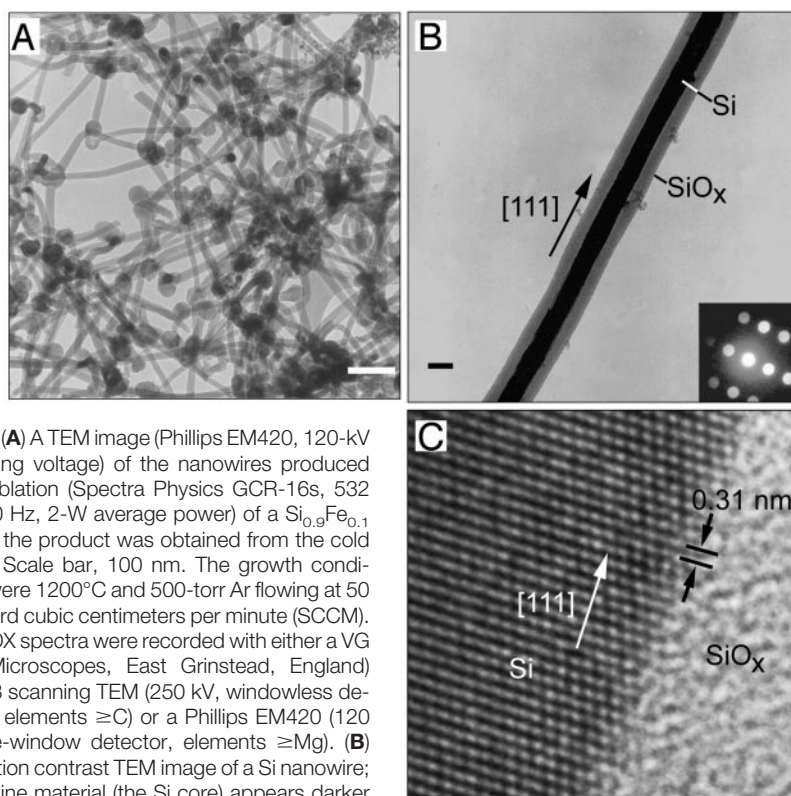 A
B
Si
SiOx
[111]
(A) A TEM image (Phillips EM420, 120-kV
ing voltage) of the nanowires produced
blation (Spectra Physics GCR-16s, 532
0 Hz, 2-W average power) of a Si0.9Fe0.1
the product was obtained from the cold
Scale bar, 100 nm. The growth condi-
were 1200°C and 500-torr Ar flowing at 50
ard cubic centimeters per minute (SCCM).
DX spectra were recorded with either a VG
Microscopes, East Grinstead, England)
3 scanning TEM (250 kV, windowless de-
elements ≥C) or a Phillips EM420 (120
e-window detector, elements ≥Mg). (B)
tion contrast TEM image of a Si nanowire;
ine material (the Si core) appears darker
C
0.31 nm
[111]
Si
SiOx